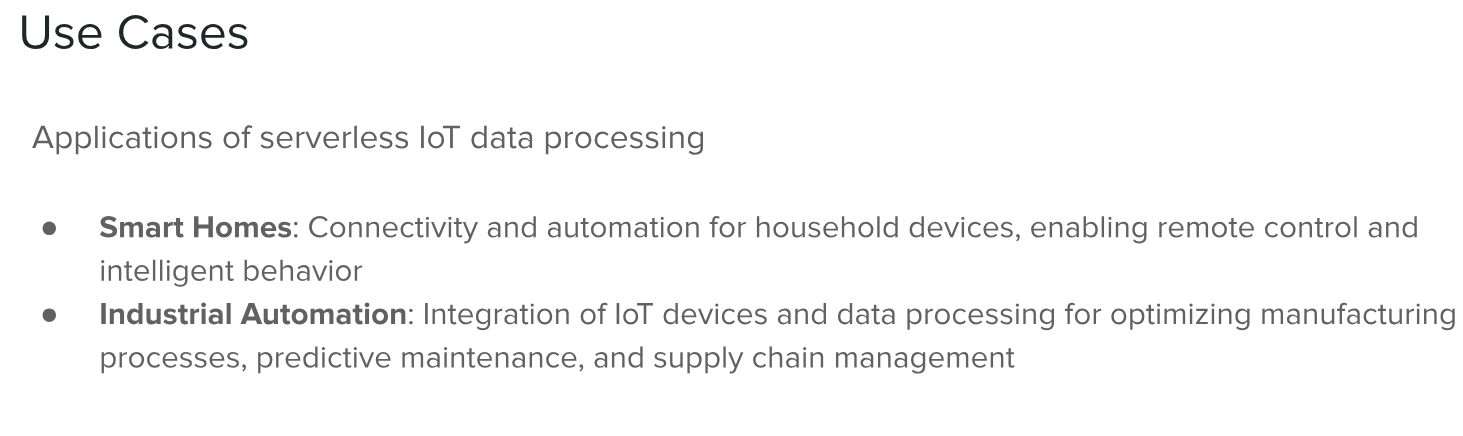 Use Cases
Applications of serverless IoT data processing
● Smart Homes: Connectivity and automation for household devices, enabling remote control and
intelligent behavior
● Industrial Automation: Integration of IoT devices and data processing for optimizing manufacturing
processes, predictive maintenance, and supply chain management